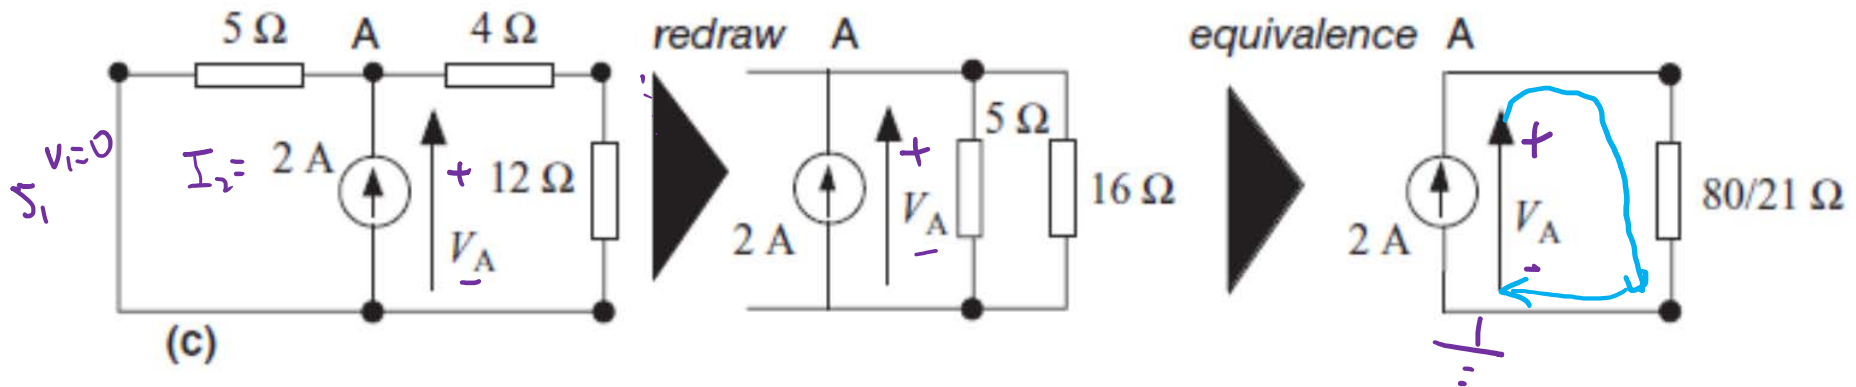 5 Ω A 4 Ω redraw A equivalence A
V₁=0 I₂= 2 A + 12 Ω V_A −
5 Ω + V_A − 16 Ω 2 A
+ V_A - 80/21 Ω 2 A
(c)